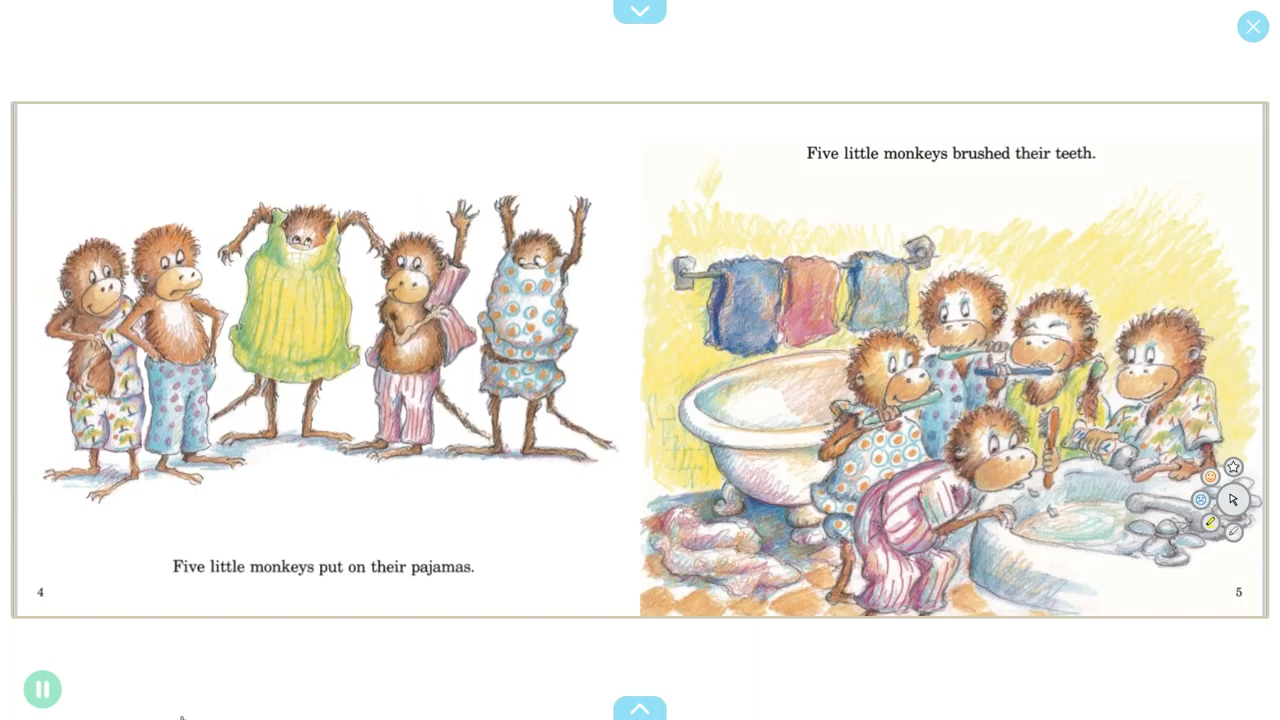 Five little monkeys put on their pajamas.
4
Five little monkeys brushed their teeth.
5